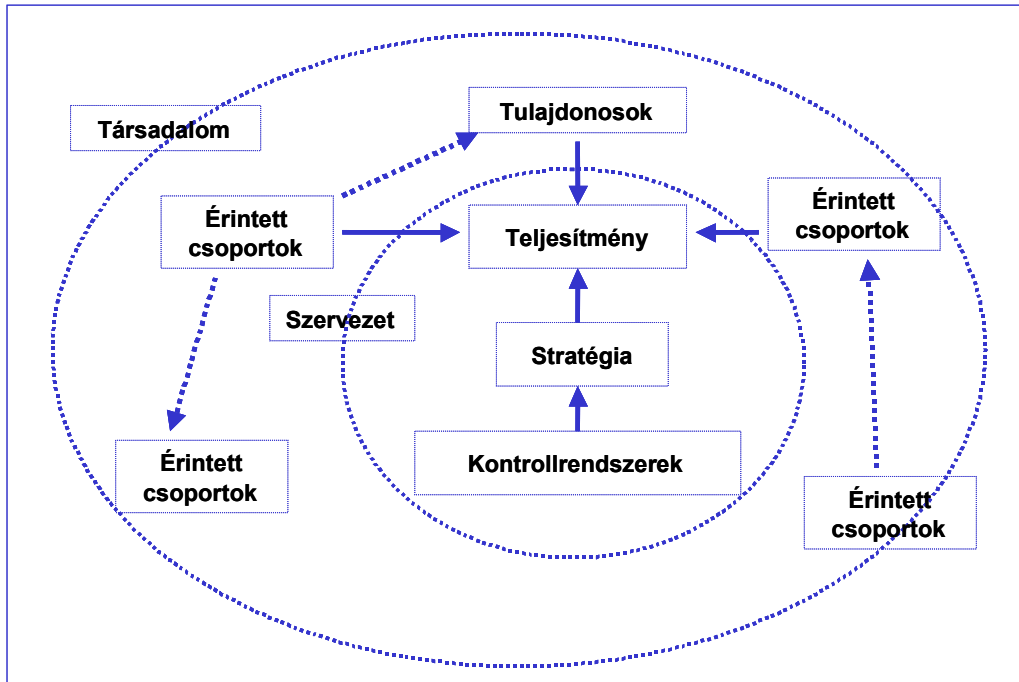 Társadalom
Tulajdonosok
Érintett
csoportok
Teljesítmény
Érintett
csoportok
Szervezet
Stratégia
Érintett
csoportok
Kontrollrendszerek
Érintett
csoportok